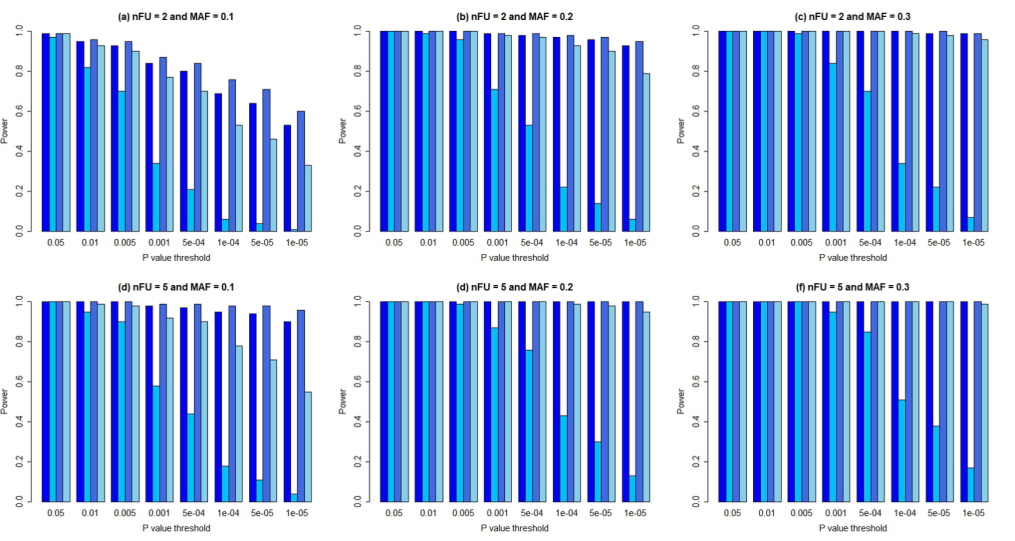 (a) nFU = 2 and MAF = 0.1
1.0
0.8
0.6
0.4
0.2
0.0
Power
0.05 0.01 0.005 0.001 5e-04 1e-04 5e-05 1e-05
P value threshold
(b) nFU = 2 and MAF = 0.2
1.0
0.8
0.6
0.4
0.2
0.0
Power
0.05 0.01 0.005 0.001 5e-04 1e-04 5e-05 1e-05
P value threshold
(c) nFU = 2 and MAF = 0.3
1.0
0.8
0.6
0.4
0.2
0.0
Power
0.05 0.01 0.005 0.001 5e-04 1e-04 5e-05 1e-05
P value threshold
(d) nFU = 5 and MAF = 0.1
1.0
0.8
0.6
0.4
0.2
0.0
Power
0.05 0.01 0.005 0.001 5e-04 1e-04 5e-05 1e-05
P value threshold
(d) nFU = 5 and MAF = 0.2
1.0
0.8
0.6
0.4
0.2
0.0
Power
0.05 0.01 0.005 0.001 5e-04 1e-04 5e-05 1e-05
P value threshold
(f) nFU = 5 and MAF = 0.3
1.0
0.8
0.6
0.4
0.2
0.0
Power
0.05 0.01 0.005 0.001 5e-04 1e-04 5e-05 1e-05
P value threshold